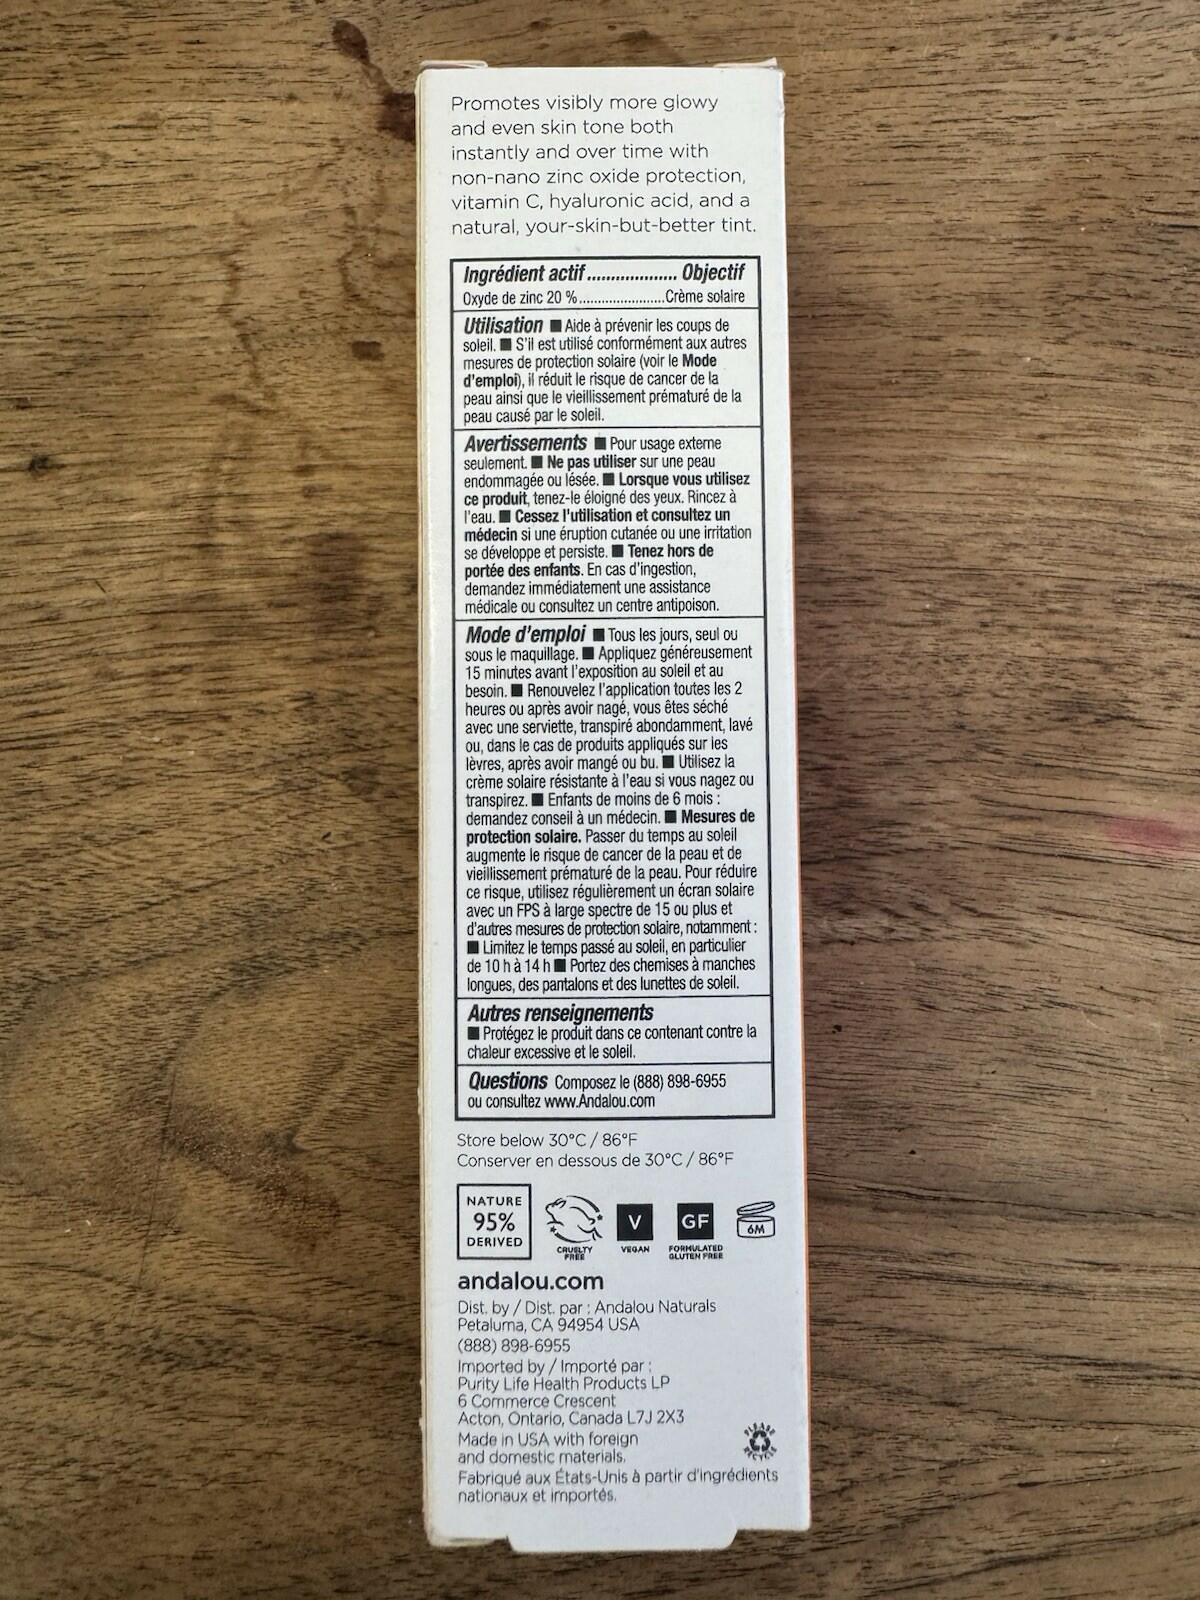 Promotes visibly more glowy
and even skin tone both
instantly and over time with
non-nano zinc oxide protection,
vitamin C, hyaluronic acid, and a
natural, your-skin-but-better tint.
Ingrédient actif................... Objectif
Oxyde de zinc 20 %.......................Crème solaire
Utilisation ■ Aide à prévenir les coups de
soleil. ■ S'il est utilisé conformément aux autres
mesures de protection solaire (voir le Mode
d'emploi), il réduit le risque de cancer de la
peau ainsi que le vieillissement prématuré de la
peau causé par le soleil.
Avertissements ■ Pour usage externe
seulement. ■ Ne pas utiliser sur une peau
endommagée ou lésée. ■ Lorsque vous utilisez
ce produit, tenez-le éloigné des yeux. Rincez à
l'eau. ■ Cessez l'utilisation et consultez un
médecin si une éruption cutanée ou une irritation
se développe et persiste. ■ Tenez hors de
portée des enfants. En cas d'ingestion,
demandez immédiatement une assistance
médicale ou consultez un centre antipoison.
Mode d'emploi ■ Tous les jours, seul ou
sous le maquillage. ■ Appliquez généreusement
15 minutes avant l'exposition au soleil et au
besoin. ■ Renouvelez l'application toutes les 2
heures ou après avoir nagé, vous êtes séché
avec une serviette, transpiré abondamment, lavé
ou, dans le cas de produits appliqués sur les
lèvres, après avoir mangé ou bu. ■ Utilisez la
crème solaire résistante à l'eau si vous nagez ou
transpirez. ■ Enfants de moins de 6 mois :
demandez conseil à un médecin. ■ Mesures de
protection solaire. Passer du temps au soleil
augmente le risque de cancer de la peau et de
vieillissement prématuré de la peau. Pour réduire
ce risque, utilisez régulièrement un écran solaire
avec un FPS à large spectre de 15 ou plus et
d'autres mesures de protection solaire, notamment :
■ Limitez le temps passé au soleil, en particulier
de 10 h à 14 h ■ Portez des chemises à manches
longues, des pantalons et des lunettes de soleil.
Autres renseignements
■ Protégez le produit dans ce contenant contre la
chaleur excessive et le soleil.
Questions Composez le (888) 898-6955
ou consultez www.Andalou.com
Store below 30°C / 86°F
Conserver en dessous de 30°C / 86°F
NATURE
95%
DERIVED
CRUELTY
FREE
V
VEGAN
GF
FORMULATED
GLUTEN FREE
6M
andalou.com
Dist. by / Dist. par : Andalou Naturals
Petaluma, CA 94954 USA
(888) 898-6955
Imported by / Importé par :
Purity Life Health Products LP
6 Commerce Crescent
Acton, Ontario, Canada L7J 2X3
Made in USA with foreign
and domestic materials.
Fabriqué aux États-Unis à partir d'ingrédients
nationaux et importés.
PLEASE
RECYCLE